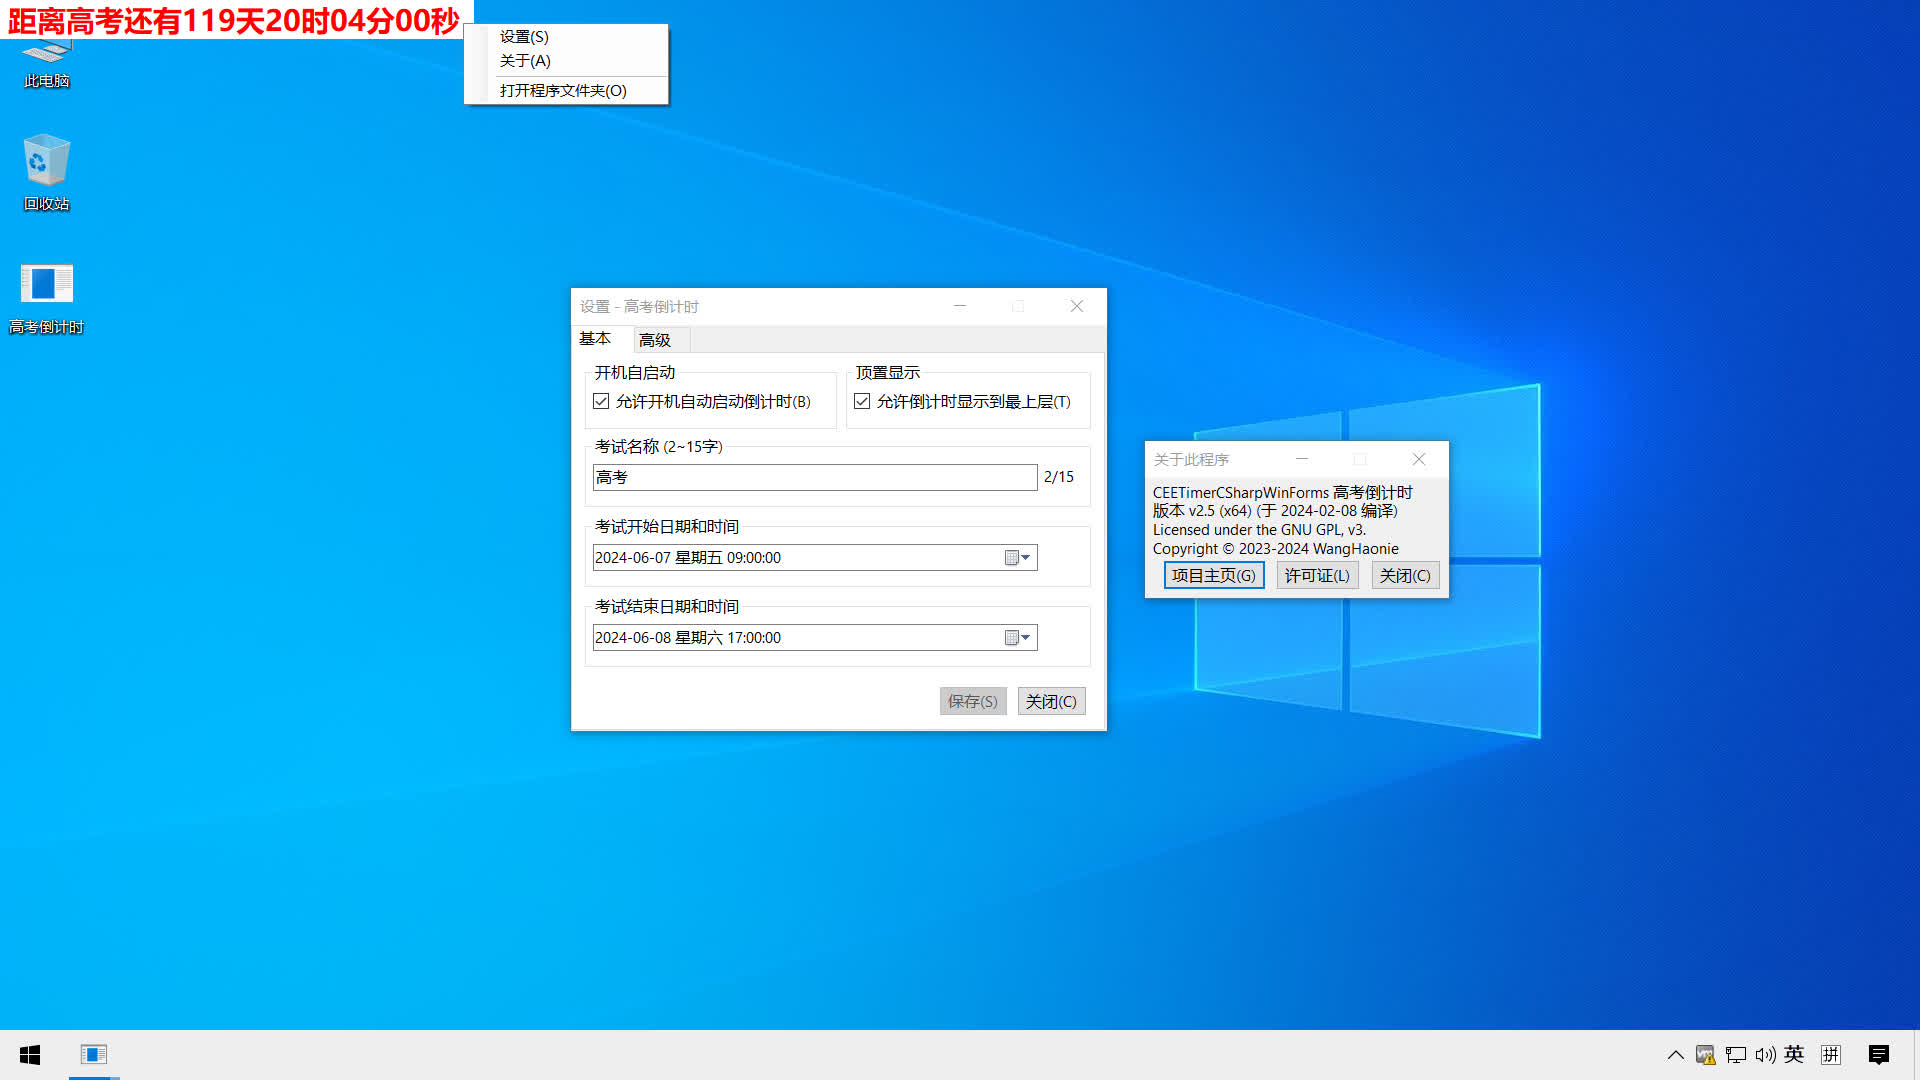 距离高考还有119天20时04分00秒
设置(S)
关于(A)
打开程序文件夹(O)
此电脑
回收站
高考倒计时
设置 - 高考倒计时
基本
高级
开机自启动
允许开机自动启动倒计时(B)
顶置显示
允许倒计时显示到最上层(T)
考试名称 (2~15字)
高考
2/15
考试开始日期和时间
2024-06-07 星期五 09:00:00
考试结束日期和时间
2024-06-08 星期六 17:00:00
保存(S)
关闭(C)
关于此程序
CEETimerCSharpWinForms 高考倒计时
版本 v2.5 (x64) (于 2024-02-08 编译)
Licensed under the GNU GPL, v3.
Copyright © 2023-2024 WangHaonie
项目主页(G)
许可证(L)
关闭(C)
英
拼